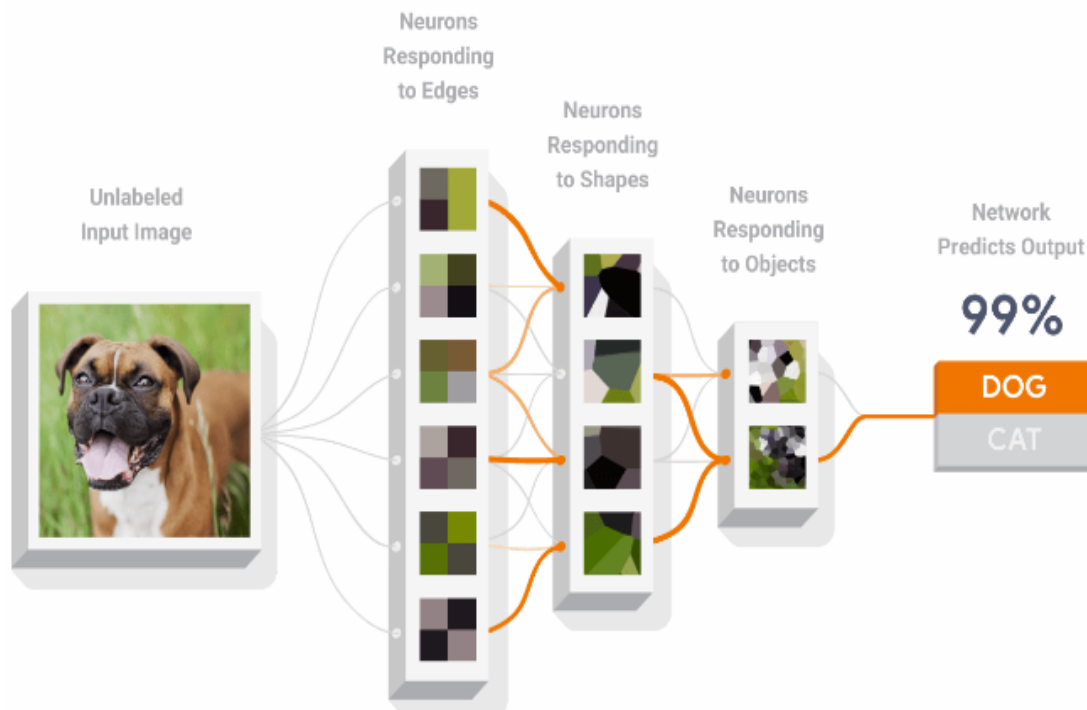 Neurons
Responding
to Edges
Neurons
Responding
to Shapes
Unlabeled
Input Image
Neurons
Responding
to Objects
Network
Predicts Output
99%
DOG
CAT